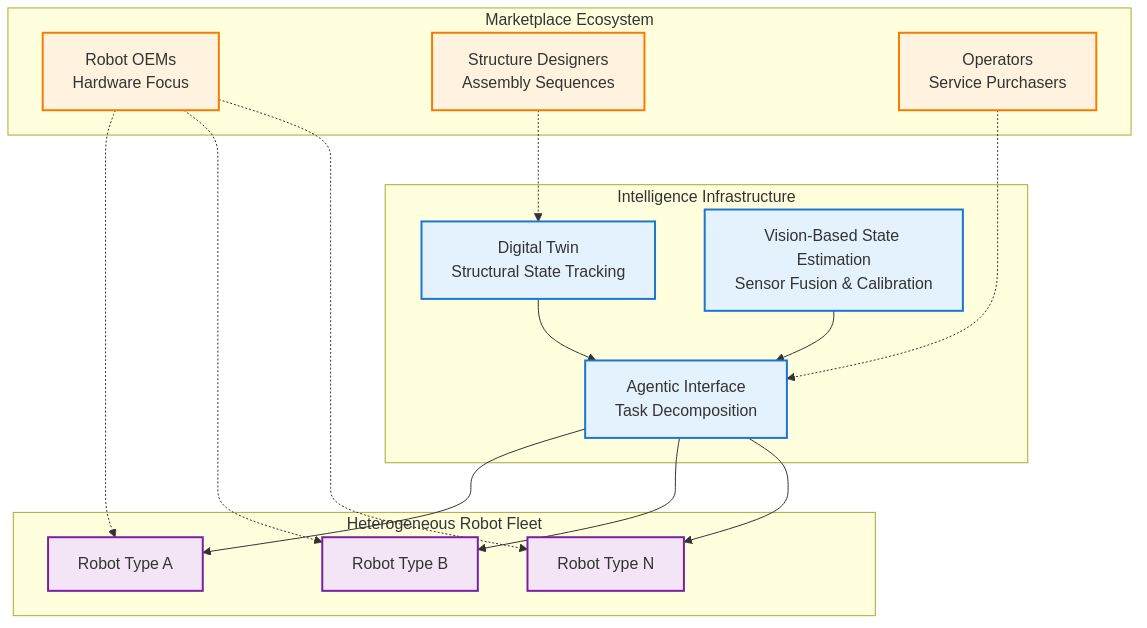 Marketplace Ecosystem
Robot OEMs
Hardware Focus
Structure Designers
Assembly Sequences
Operators
Service Purchasers
Intelligence Infrastructure
Digital Twin
Structural State Tracking
Vision-Based State
Estimation
Sensor Fusion & Calibration
Agentic Interface
Task Decomposition
Heterogeneous Robot Fleet
Robot Type A
Robot Type B
Robot Type N